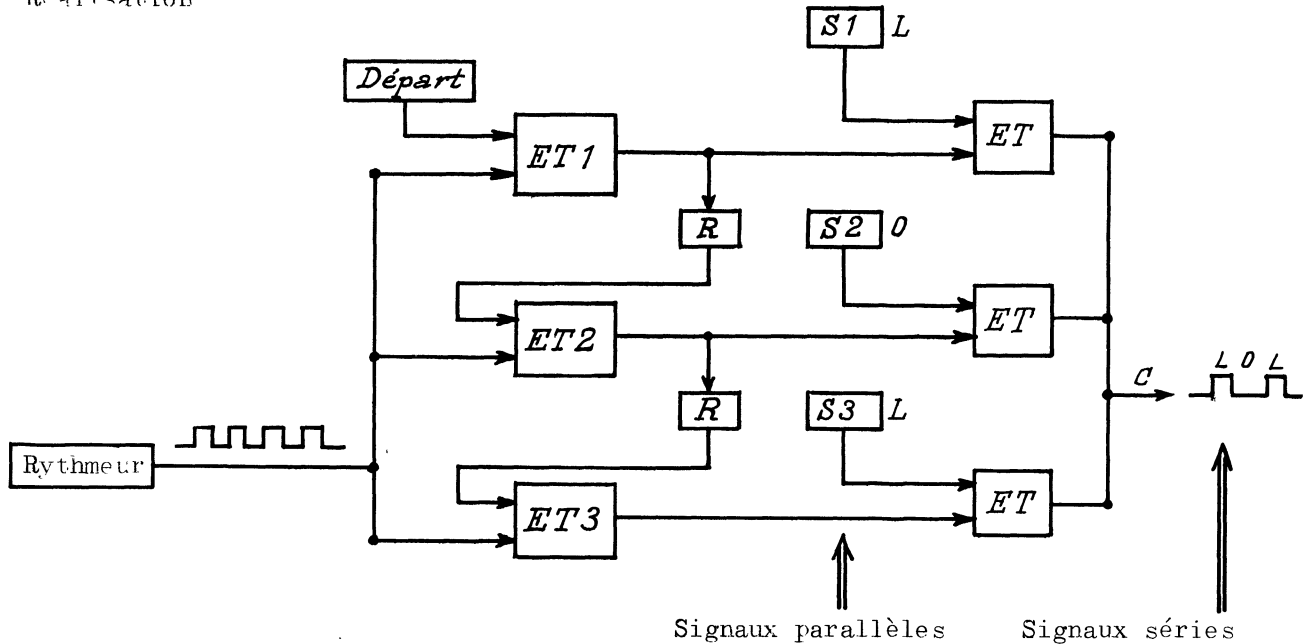 S1 L
Départ
ET1
ET
R
S2 0
ET2
ET
C
L 0 L
R
S3 L
Rythmeur
ET3
ET
Signaux parallèles Signaux séries